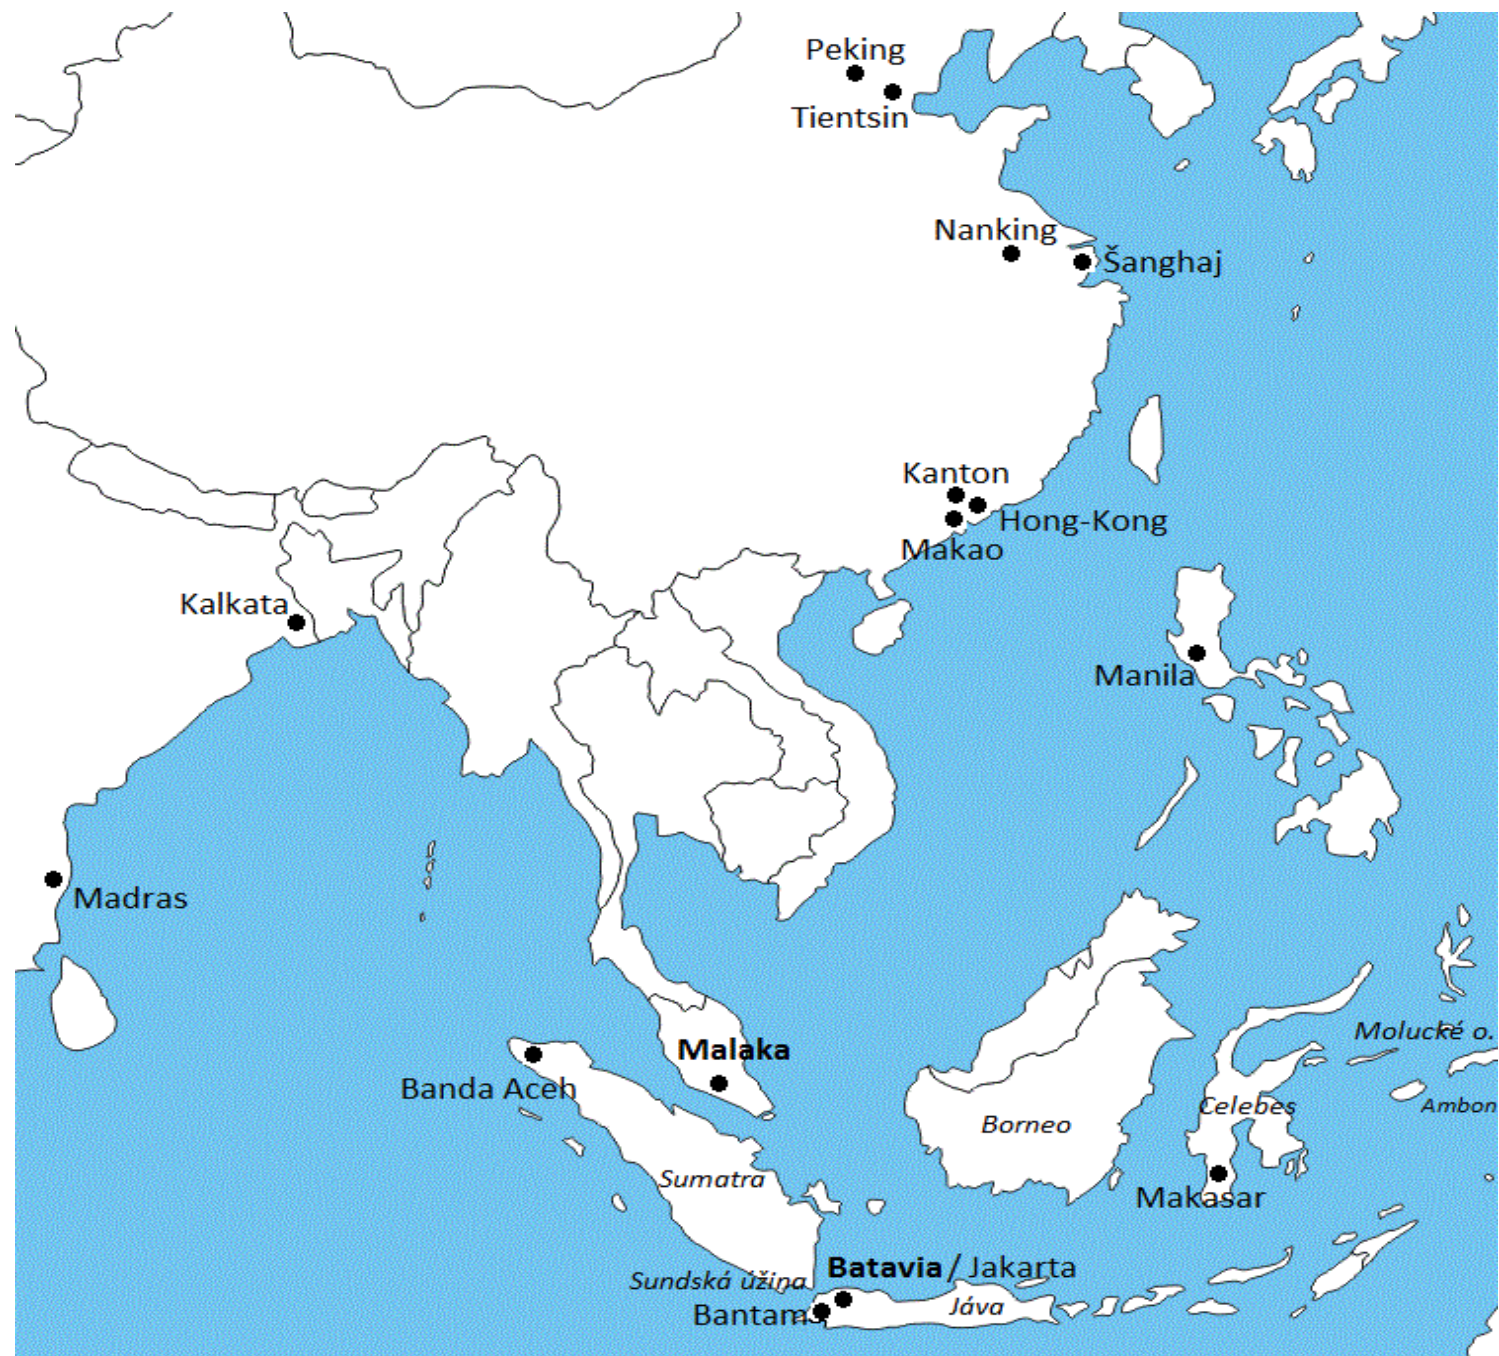 Peking
Tientsin
Nanking
Šanghaj
Kanton
Hong-Kong
Makao
Kalkata
Manila
Madras
Molucké o.
Malaka
Banda Aceh
Celebes
Ambon
Borneo
Sumatra
Makasar
Batavia / Jakarta
Sundská úžina
Jáva
Bantam